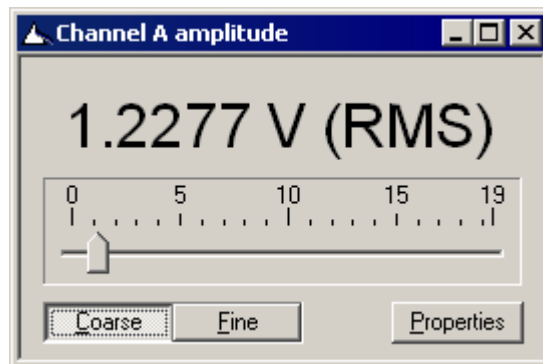 Channel A amplitude
1.2277 V (RMS)
0 5 10 15 19
Coarse Fine Properties